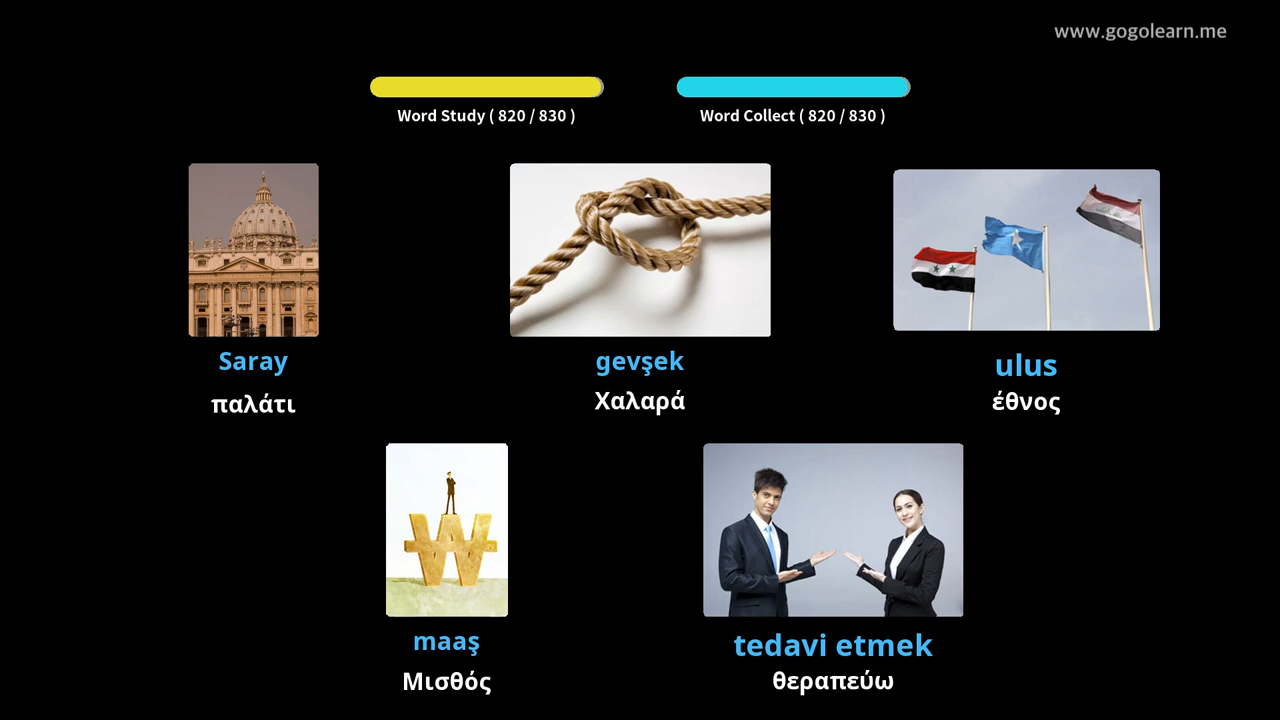 www.gogolearn.me
Word Study ( 820 / 830 )
Word Collect ( 820 / 830 )
Saray
παλάτι
gevşek
Χαλαρά
ulus
έθνος
maaş
Μισθός
tedavi etmek
θεραπεύω